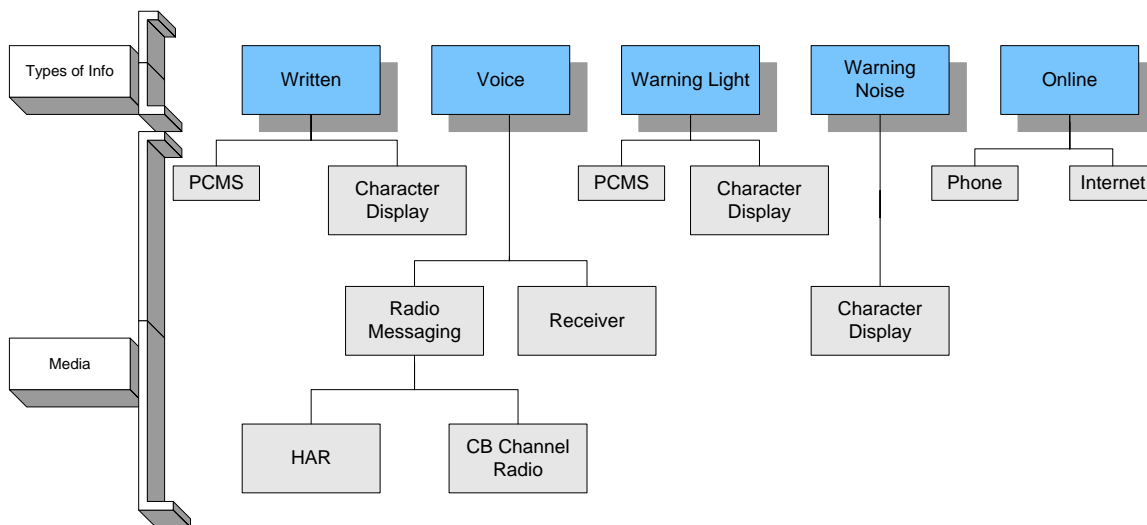 Types of Info
Written
Voice
Warning Light
Warning
Noise
Online
PCMS
Character
Display
PCMS
Character
Display
Phone
Internet
Radio
Messaging
Receiver
Character
Display
Media
HAR
CB Channel
Radio